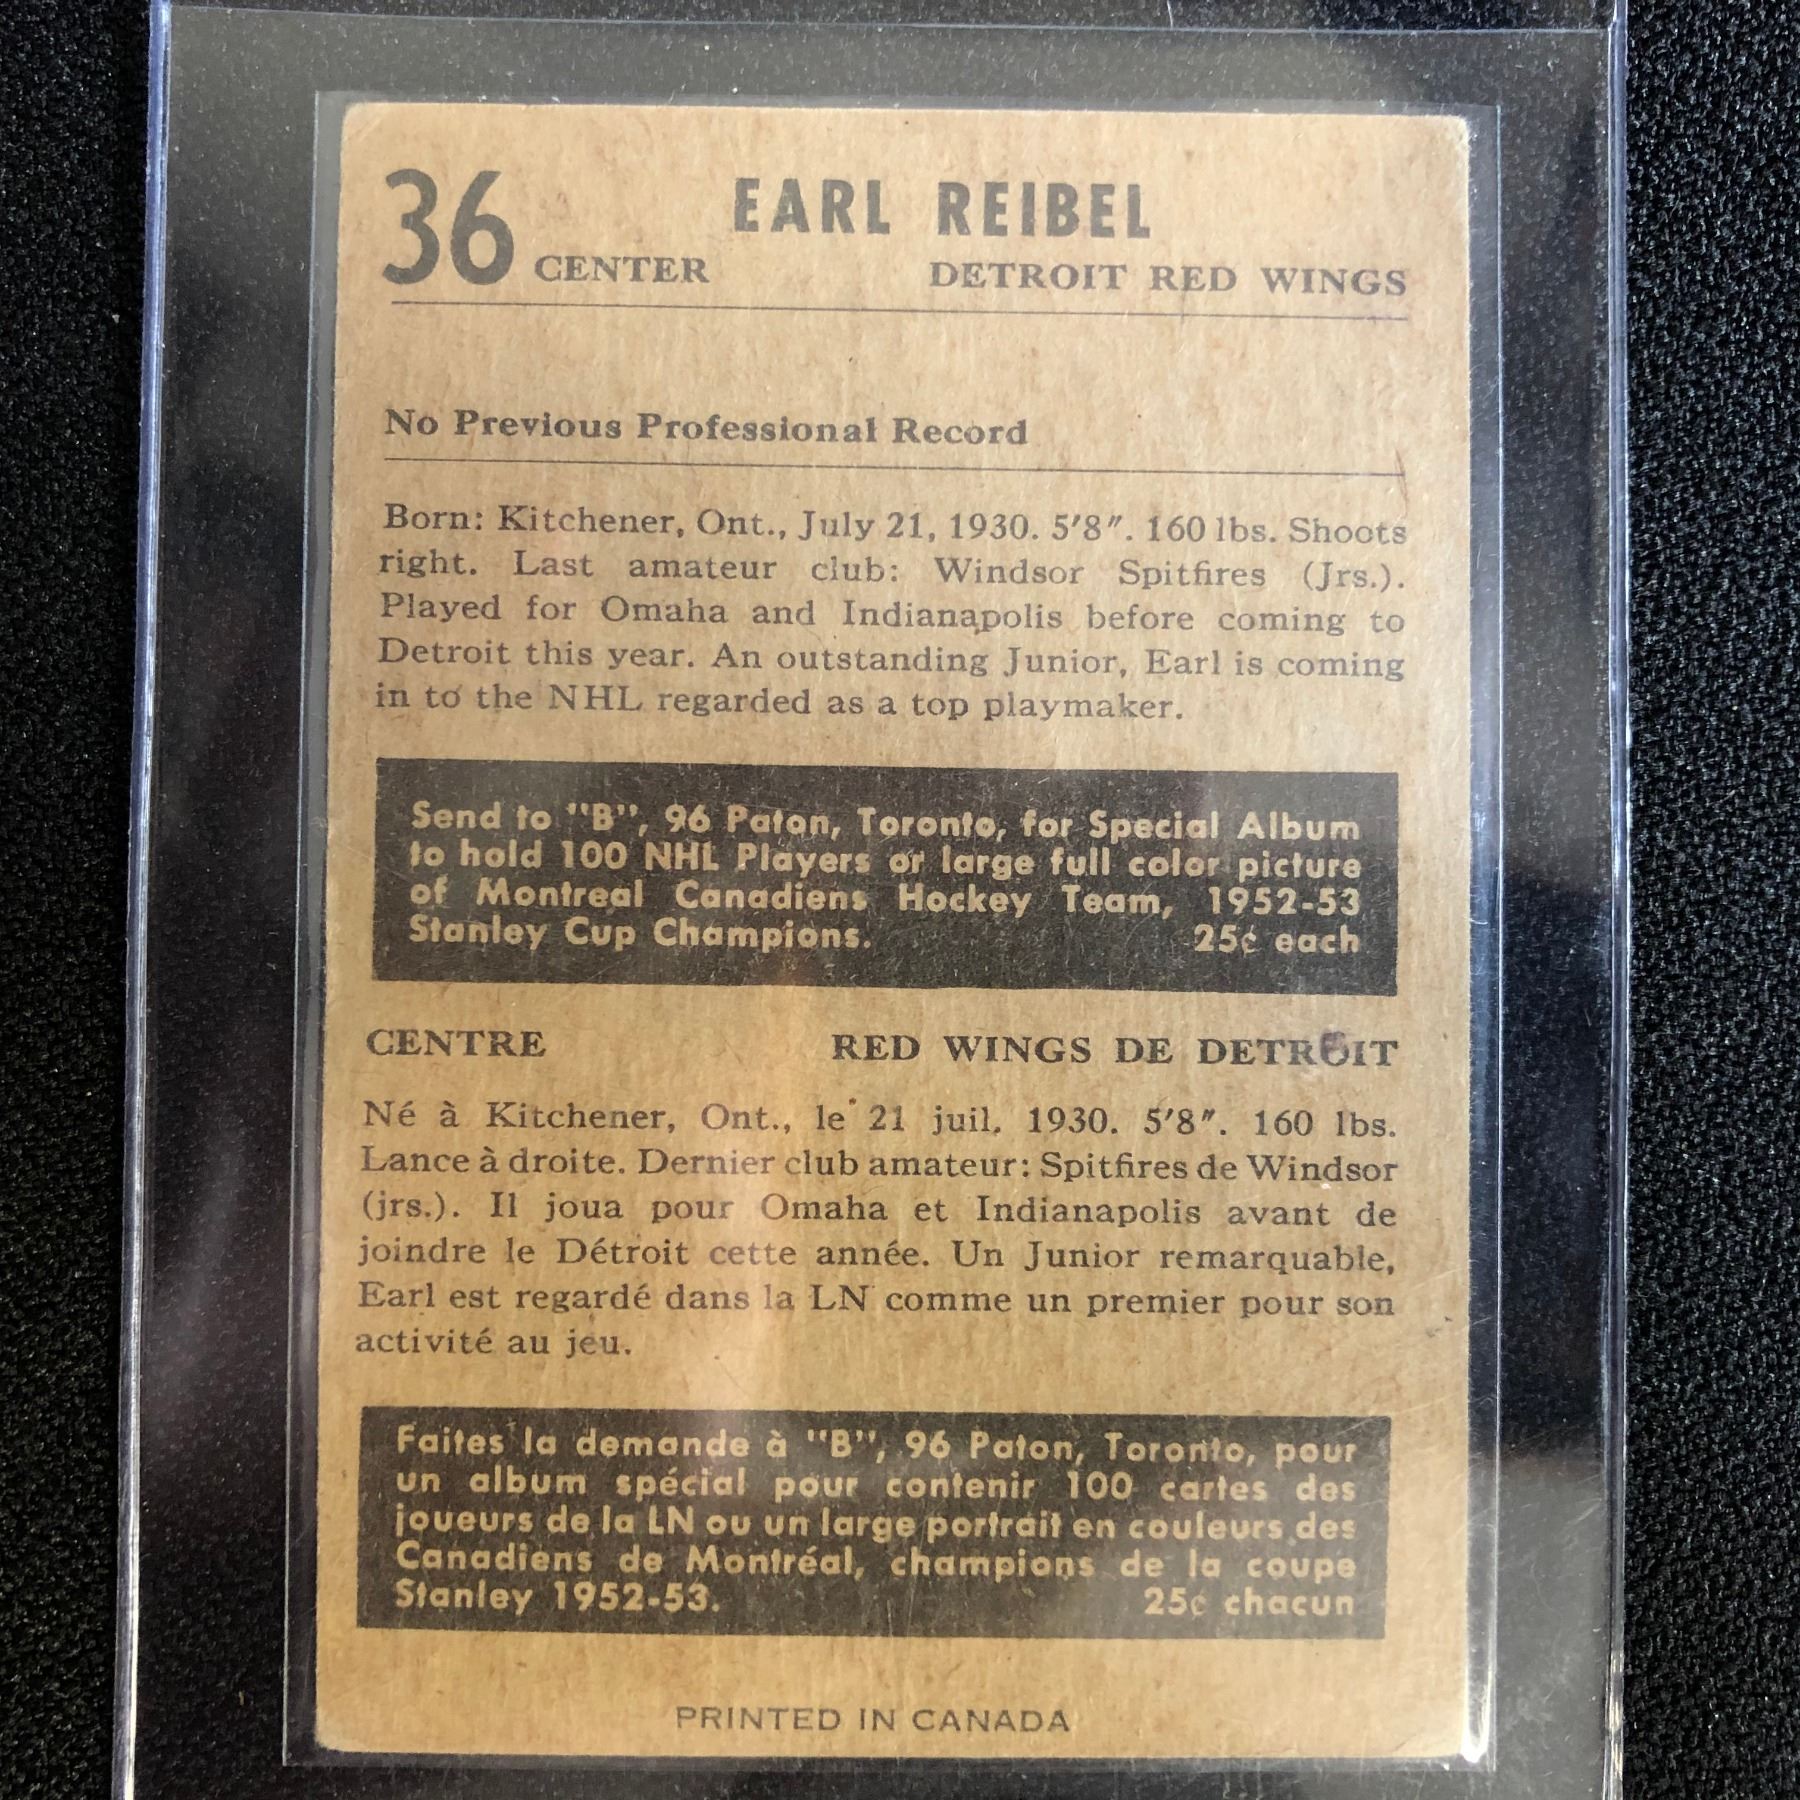 36 EARL REIBEL
CENTER DETROIT RED WINGS
No Previous Professional Record
Born: Kitchener, Ont., July 21, 1930. 5'8". 160 lbs. Shoots
right. Last amateur club: Windsor Spitfires (Jrs.).
Played for Omaha and Indianapolis before coming to
Detroit this year. An outstanding Junior, Earl is coming
in to the NHL regarded as a top playmaker.
Send to "B", 96 Paton, Toronto, for Special Album
to hold 100 NHL Players or large full color picture
of Montreal Canadiens Hockey Team, 1952-53
Stanley Cup Champions. 25¢ each
CENTRE RED WINGS DE DETROIT
Né à Kitchener, Ont., le 21 juil. 1930. 5'8". 160 lbs.
Lance à droite. Dernier club amateur: Spitfires de Windsor
(jrs.). Il joua pour Omaha et Indianapolis avant de
joindre le Détroit cette année. Un Junior remarquable,
Earl est regardé dans la LN comme un premier pour son
activité au jeu.
Faites la demande à "B", 96 Paton, Toronto, pour
un album spécial pour contenir 100 cartes des
joueurs de la LN ou un large portrait en couleurs des
Canadiens de Montréal, champions de la coupe
Stanley 1952-53. 25¢ chacun
PRINTED IN CANADA